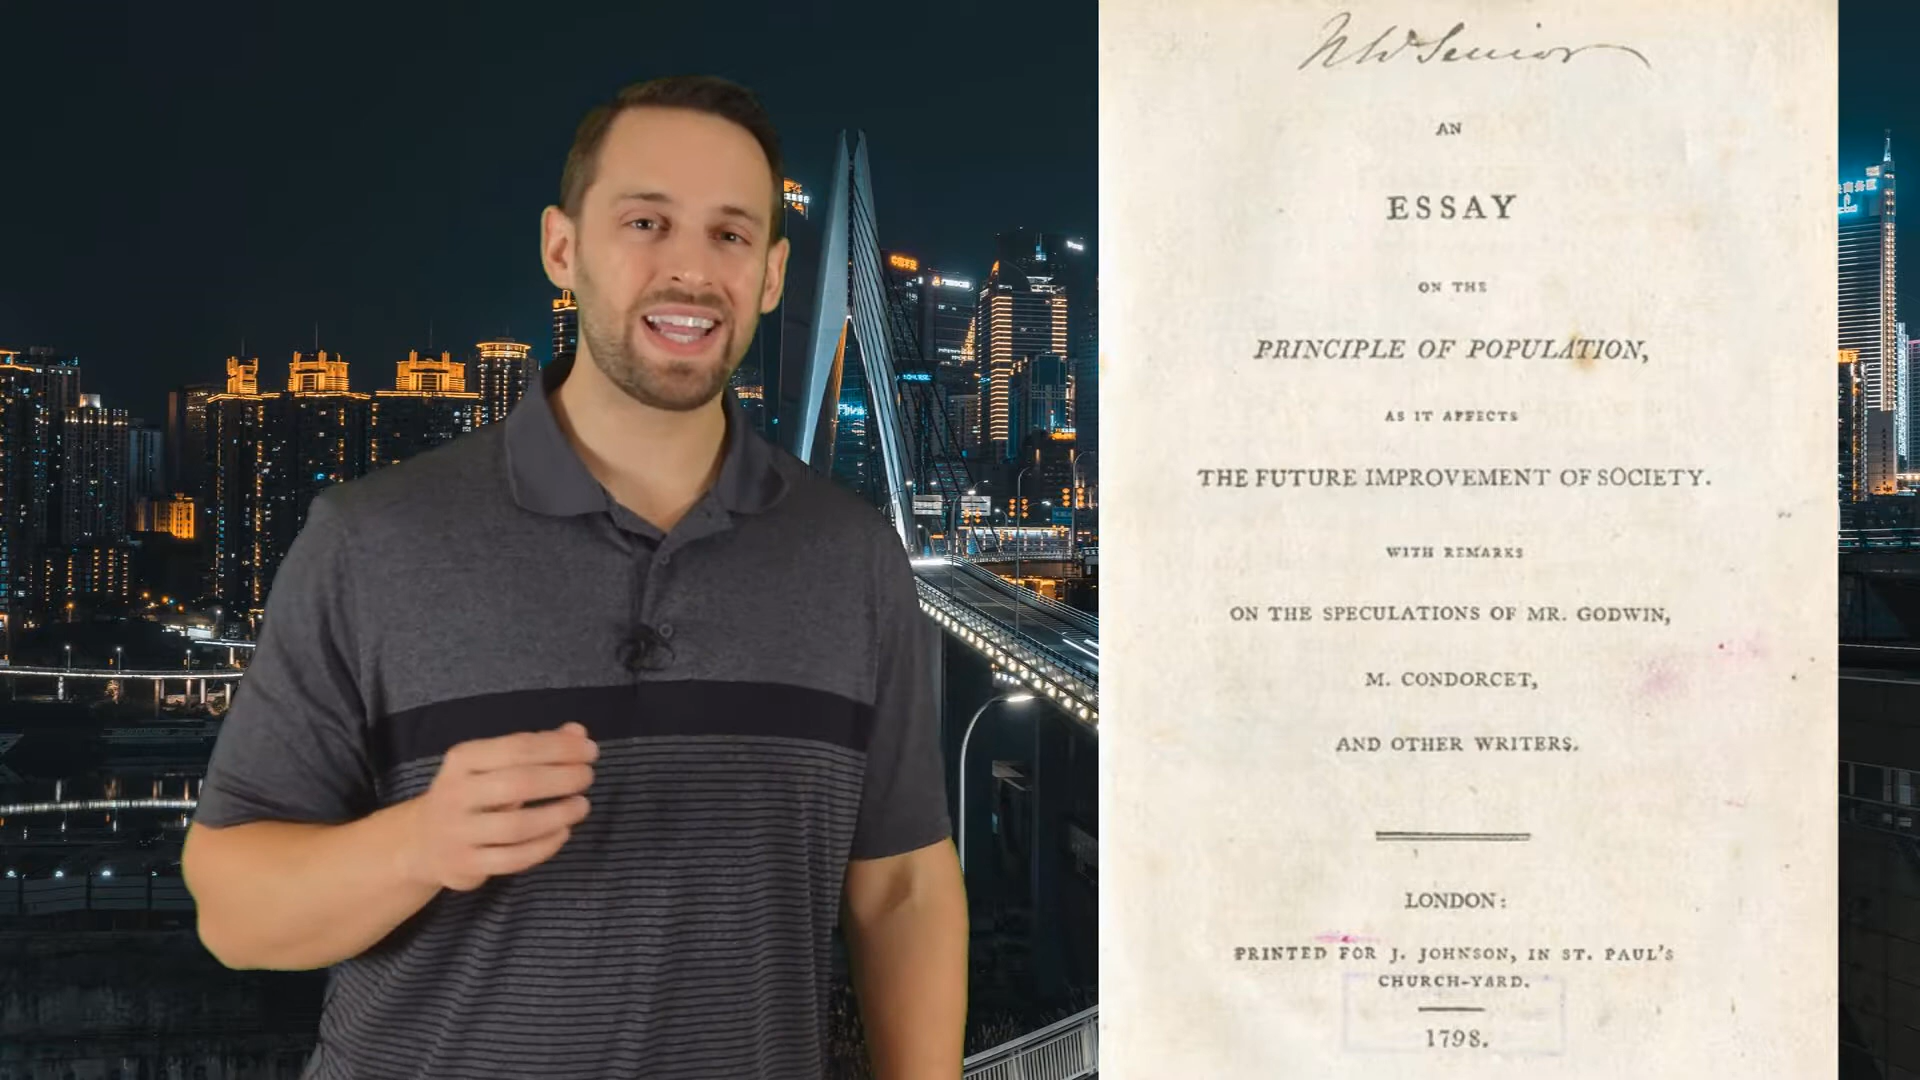 N W Senior
AN
ESSAY
ON THE
PRINCIPLE OF POPULATION,
AS IT AFFECTS
THE FUTURE IMPROVEMENT OF SOCIETY.
WITH REMARKS
ON THE SPECULATIONS OF MR. GODWIN,
M. CONDORCET,
AND OTHER WRITERS.
LONDON:
PRINTED FOR J. JOHNSON, IN ST. PAUL'S
CHURCH-YARD.
1798.